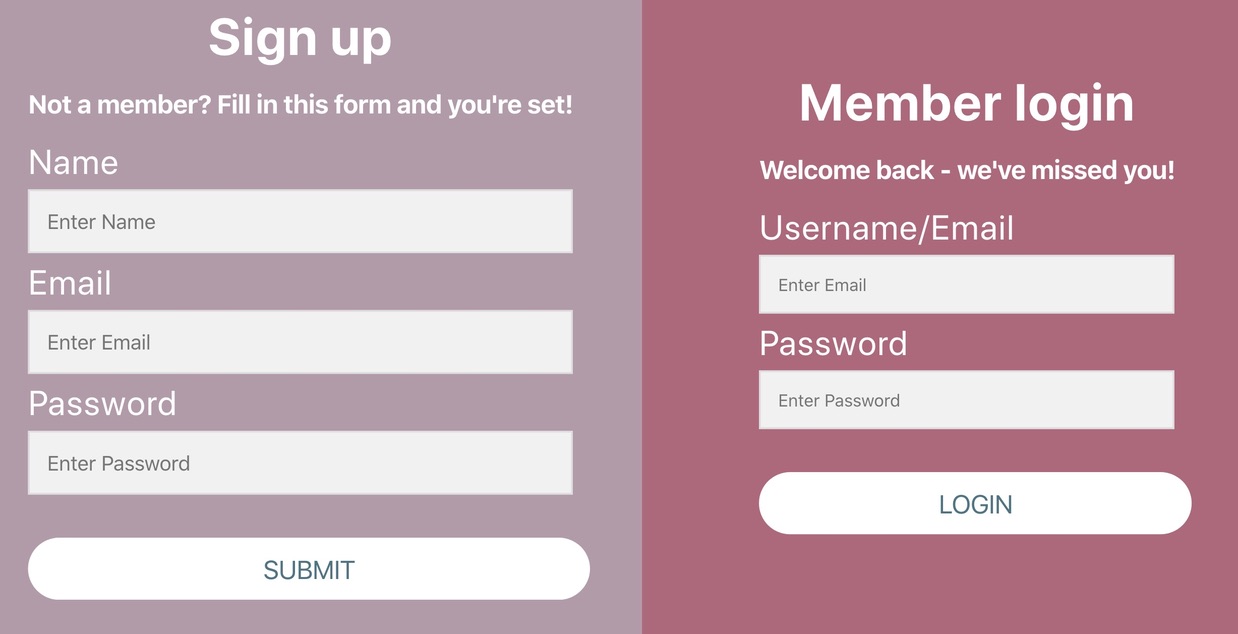 Sign up
Not a member? Fill in this form and you're set!
Name
Enter Name
Email
Enter Email
Password
Enter Password
SUBMIT
Member login
Welcome back - we've missed you!
Username/Email
Enter Email
Password
Enter Password
LOGIN